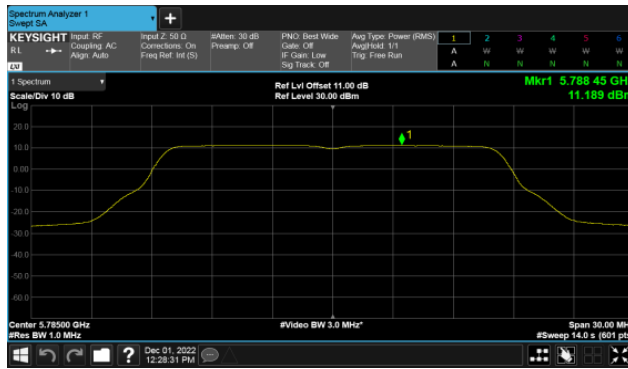 Spectrum Analyzer 1
Swept SA
+
KEYSIGHT
RL
Input: RF
Coupling: AC
Align: Auto
Input Z: 50 Ω
Corrections: On
Freq Ref: Int (S)
#Atten: 30 dB
Preamp: Off
PNO: Best Wide
Gate: Off
IF Gain: Low
Sig Track: Off
Avg Type: Power (RMS)
Avg|Hold: 1/1
Trig: Free Run
1 2 3 4 5 6
A W W W W W
A N N N N N
LXI
1 Spectrum
Scale/Div 10 dB
Log
Ref Lvl Offset 11.00 dB
Ref Level 30.00 dBm
Mkr1 5.788 45 GH
11.189 dBr
1
20.0
10.0
0.00
-10.0
-20.0
-30.0
-40.0
-50.0
-60.0
Center 5.78500 GHz
#Res BW 1.0 MHz
#Video BW 3.0 MHz*
Span 30.00 MH
#Sweep 14.0 s (601 pts
?
Dec 01, 2022
12:28:31 PM